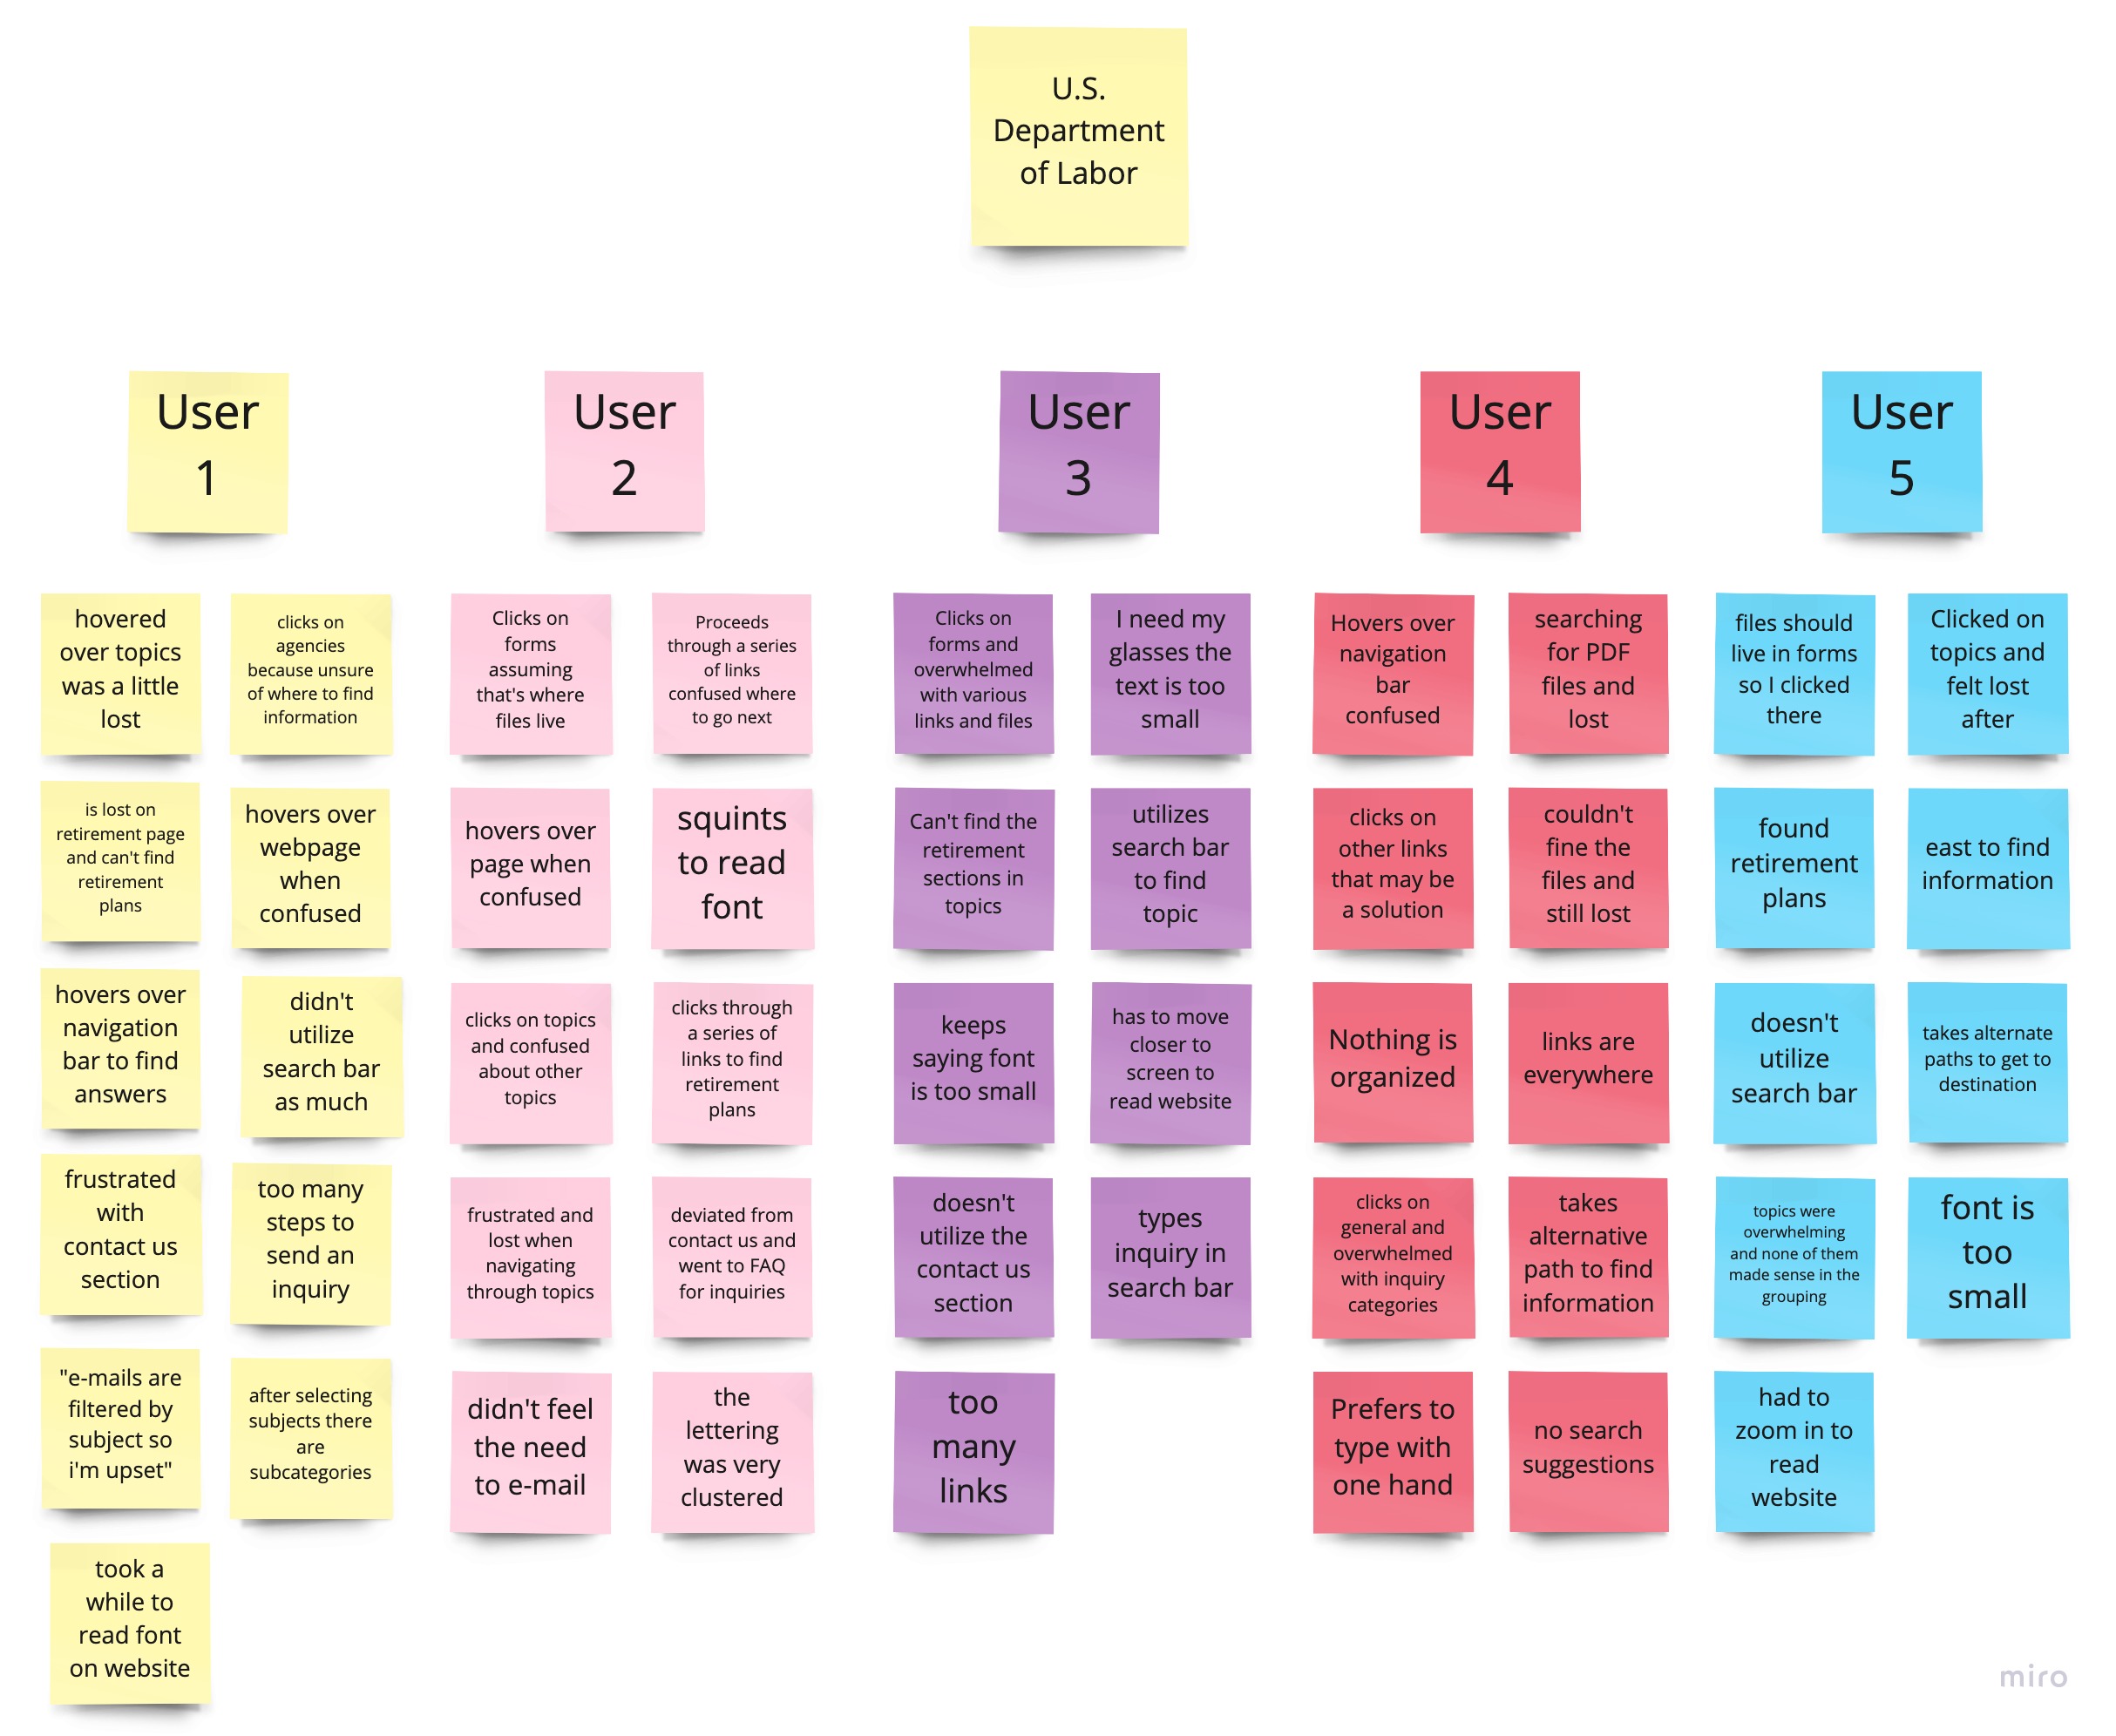 U.S.
Department
of Labor
User
1
hovered
over topics
was a little
lost
clicks on
agencies
because unsure
of where to find
information
is lost on
retirement page
and can't find
retirement
plans
hovers over
webpage
when
confused
hovers over
navigation
bar to find
answers
didn't
utilize
search bar
as much
frustrated
with
contact us
section
too many
steps to
send an
inquiry
"e-mails are
filtered by
subject so
i'm upset"
after selecting
subjects there
are
subcategories
took a
while to
read font
on website
User
2
Clicks on
forms
assuming
that's where
files live
Proceeds
through a series
of links
confused where
to go next
hovers over
page when
confused
squints
to read
font
clicks on topics
and confused
about other
topics
clicks through
a series of
links to find
retirement
plans
frustrated and
lost when
navigating
through topics
deviated from
contact us and
went to FAQ
for inquiries
didn't feel
the need
to e-mail
the
lettering
was very
clustered
User
3
Clicks on
forms and
overwhelmed
with various
links and files
I need my
glasses the
text is too
small
Can't find the
retirement
sections in
topics
utilizes
search bar
to find
topic
keeps
saying font
is too small
has to move
closer to
screen to
read website
doesn't
utilize the
contact us
section
types
inquiry in
search bar
too
many
links
User
4
Hovers over
navigation
bar
confused
searching
for PDF
files and
lost
clicks on
other links
that may be
a solution
couldn't
fine the
files and
still lost
Nothing is
organized
links are
everywhere
clicks on
general and
overwhelmed
with inquiry
categories
takes
alternative
path to find
information
Prefers to
type with
one hand
no search
suggestions
User
5
files should
live in forms
so I clicked
there
Clicked on
topics and
felt lost
after
found
retirement
plans
east to find
information
doesn't
utilize
search bar
takes alternate
paths to get to
destination
topics were
overwhelming
and none of them
made sense in the
grouping
font is
too
small
had to
zoom in to
read
website
miro